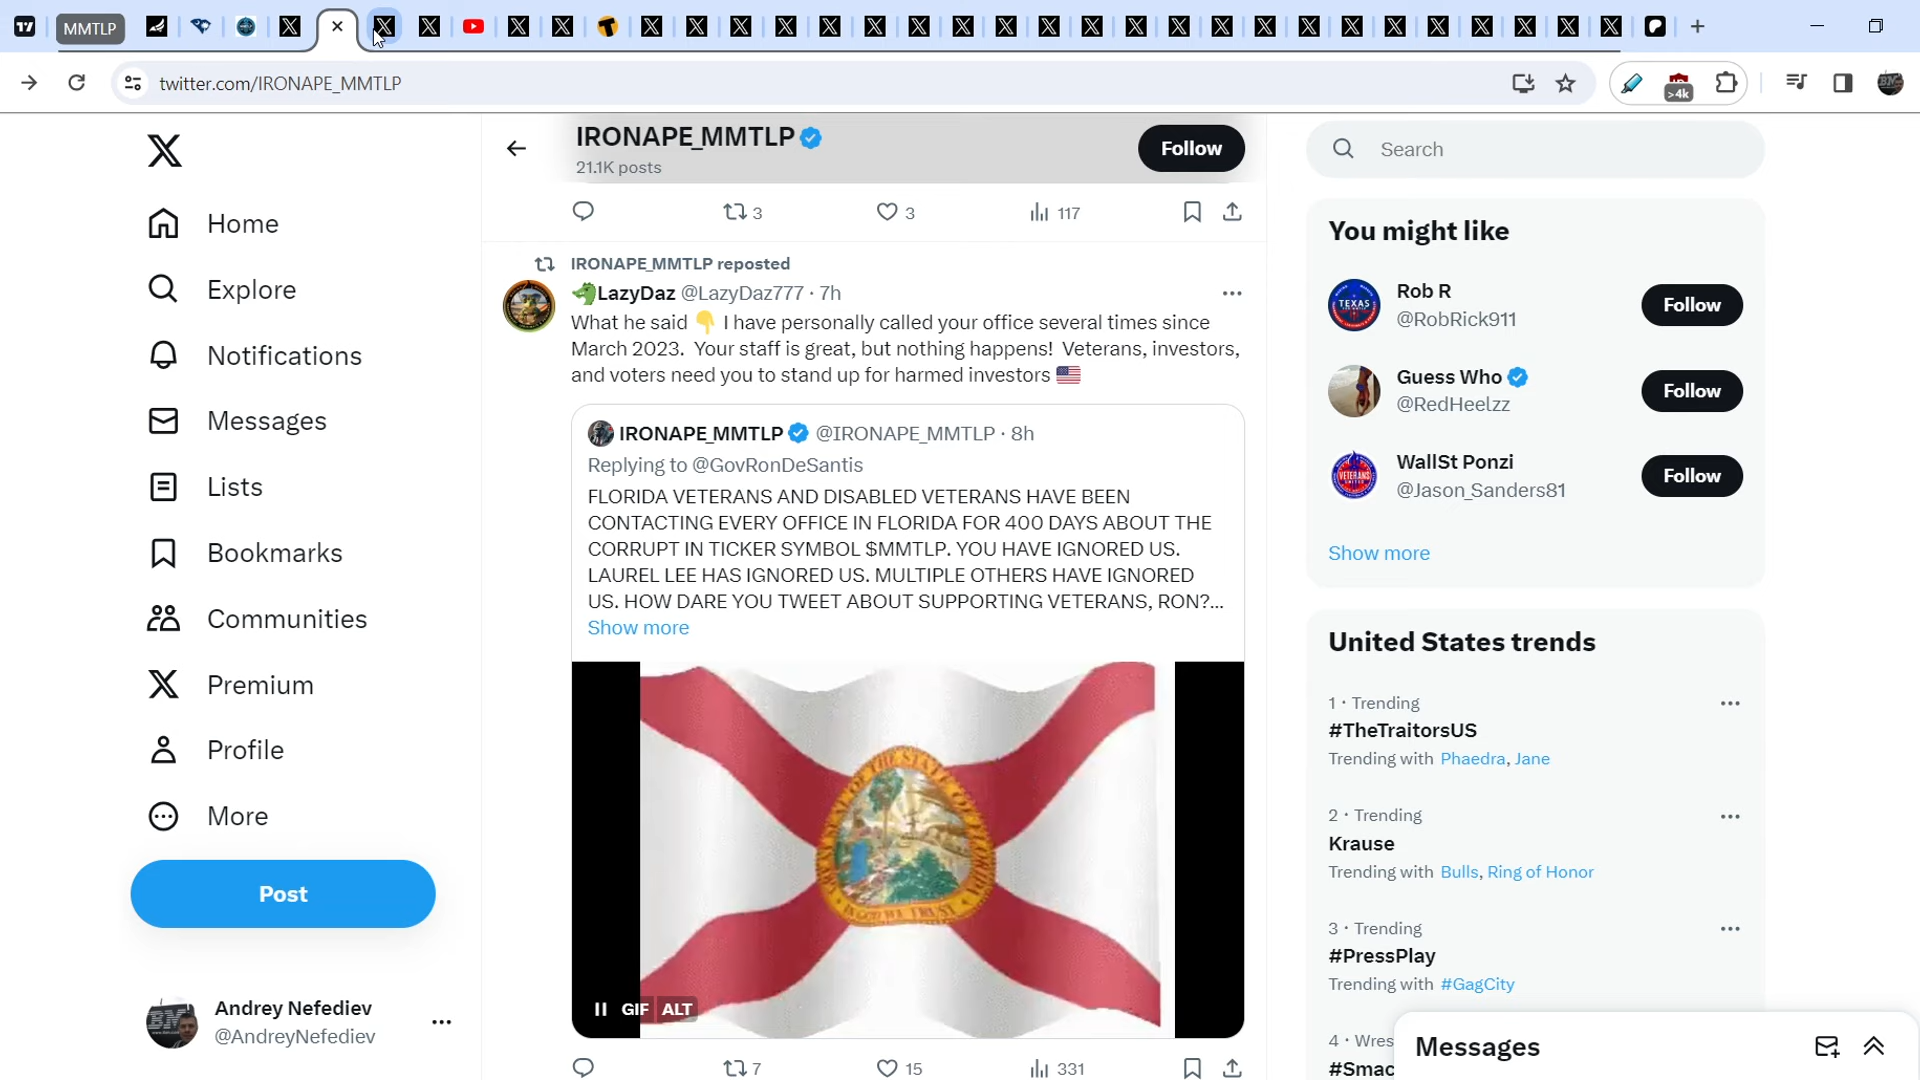 MMTLP
twitter.com/IRONAPE_MMTLP
>4k
IRONAPE_MMTLP
21.1K posts
Follow
3
3
117
IRONAPE_MMTLP reposted
LazyDaz @LazyDaz777 · 7h
What he said 👇 I have personally called your office several times since
March 2023. Your staff is great, but nothing happens! Veterans, investors,
and voters need you to stand up for harmed investors 🇺🇸
IRONAPE_MMTLP @IRONAPE_MMTLP · 8h
Replying to @GovRonDeSantis
FLORIDA VETERANS AND DISABLED VETERANS HAVE BEEN
CONTACTING EVERY OFFICE IN FLORIDA FOR 400 DAYS ABOUT THE
CORRUPT IN TICKER SYMBOL $MMTLP. YOU HAVE IGNORED US.
LAUREL LEE HAS IGNORED US. MULTIPLE OTHERS HAVE IGNORED
US. HOW DARE YOU TWEET ABOUT SUPPORTING VETERANS, RON?...
Show more
IN GOD WE TRUST
GIF
ALT
7
15
331
Home
Explore
Notifications
Messages
Lists
Bookmarks
Communities
Premium
Profile
More
Post
Andrey Nefediev
@AndreyNefediev
Search
You might like
Rob R
@RobRick911
Follow
Guess Who
@RedHeelzz
Follow
WallSt Ponzi
@Jason_Sanders81
Follow
Show more
United States trends
1 · Trending
#TheTraitorsUS
Trending with Phaedra, Jane
2 · Trending
Krause
Trending with Bulls, Ring of Honor
3 · Trending
#PressPlay
Trending with #GagCity
4 · Wres
#Smac
Messages